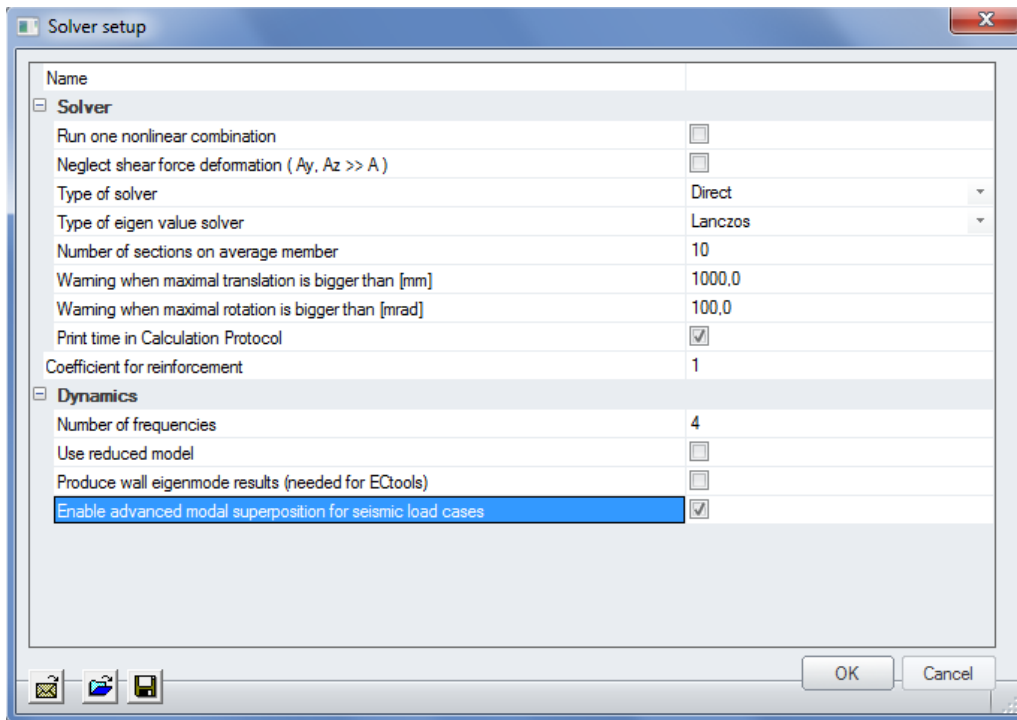 Solver setup
Name
Solver
Run one nonlinear combination
Neglect shear force deformation ( Ay, Az >> A )
Type of solver Direct
Type of eigen value solver Lanczos
Number of sections on average member 10
Warning when maximal translation is bigger than [mm] 1000,0
Warning when maximal rotation is bigger than [mrad] 100,0
Print time in Calculation Protocol
Coefficient for reinforcement 1
Dynamics
Number of frequencies 4
Use reduced model
Produce wall eigenmode results (needed for ECtools)
Enable advanced modal superposition for seismic load cases
OK Cancel